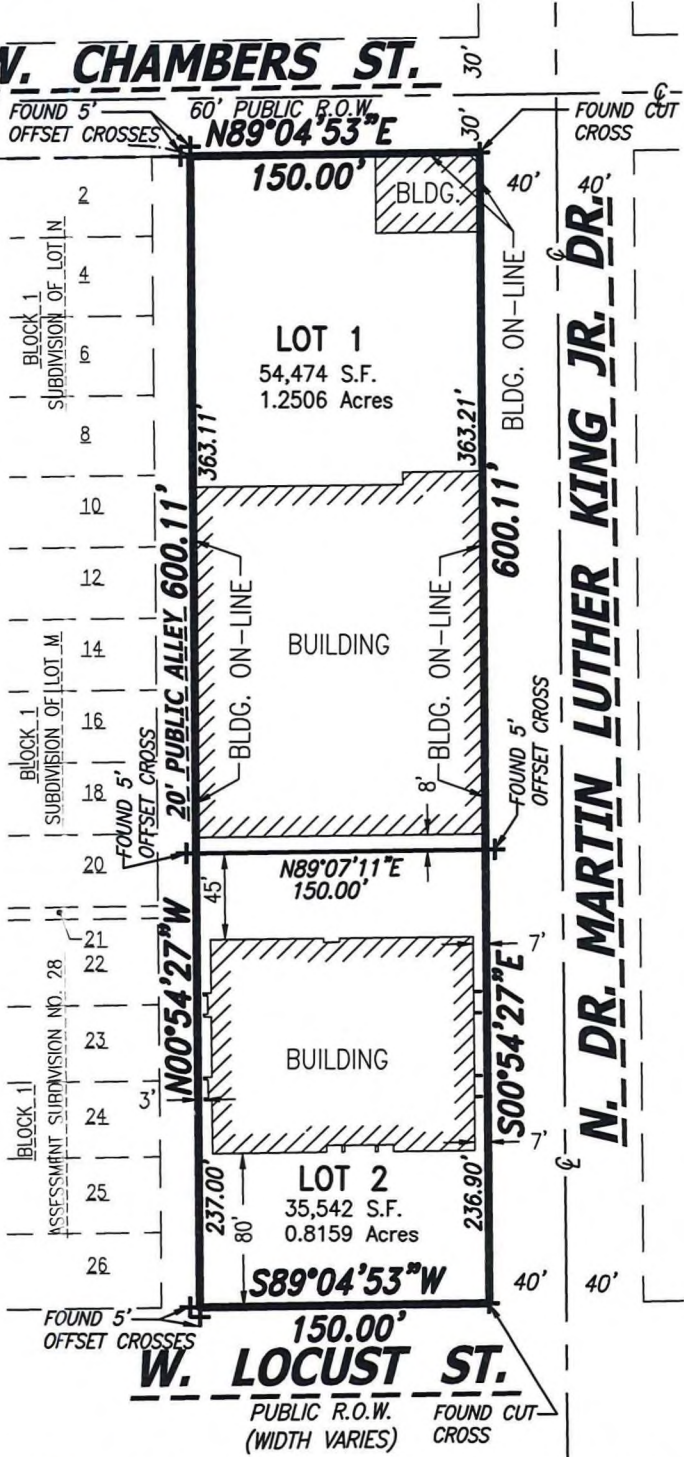 W. CHAMBERS ST.
30'
℄
FOUND 5'
OFFSET CROSSES
60' PUBLIC R.O.W.
30'
FOUND CUT
CROSS
N89°04'53"E
150.00'
BLDG.
40'
40'
2
4
6
8
10
12
14
16
18
20
21
22
23
24
25
26
BLOCK 1
SUBDIVISION OF LOT N
BLOCK 1
SUBDIVISION OF LOT M
BLOCK 1
ASSESSMENT SUBDIVISION NO. 28
LOT 1
54,474 S.F.
1.2506 Acres
363.11'
363.21'
BLDG. ON-LINE
℄
N. DR. MARTIN LUTHER KING JR. DR.
20' PUBLIC ALLEY 600.11'
600.11'
BLDG. ON-LINE
BUILDING
BLDG. ON-LINE
8'
FOUND 5'
OFFSET CROSS
FOUND 5'
OFFSET CROSS
N89°07'11"E
150.00'
45'
7'
N00°54'27"W
S00°54'27"E
BUILDING
3'
7'
℄
LOT 2
35,542 S.F.
0.8159 Acres
237.00'
236.90'
80'
S89°04'53"W
150.00'
40'
40'
FOUND 5'
OFFSET CROSSES
W. LOCUST ST.
PUBLIC R.O.W.
(WIDTH VARIES)
FOUND CUT
CROSS